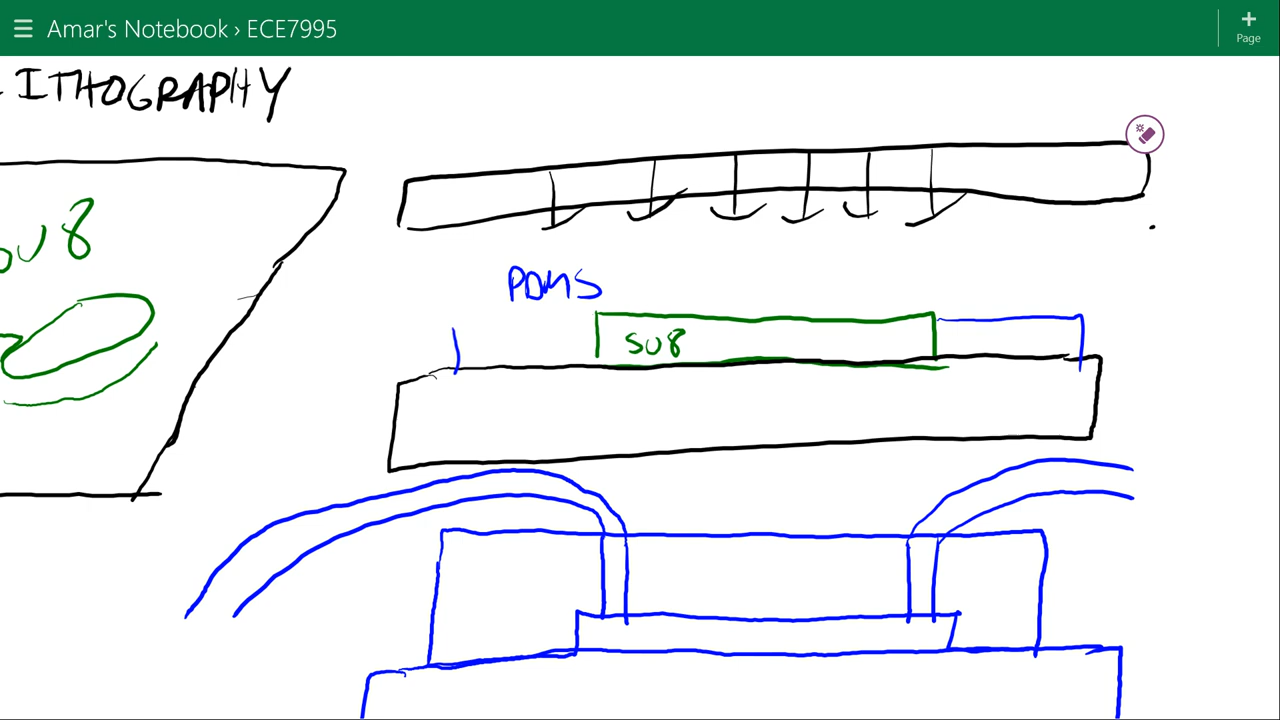 Amar's Notebook › ECE7995
Page
ITHOGRAPHY
SU8
PDMS
SU8